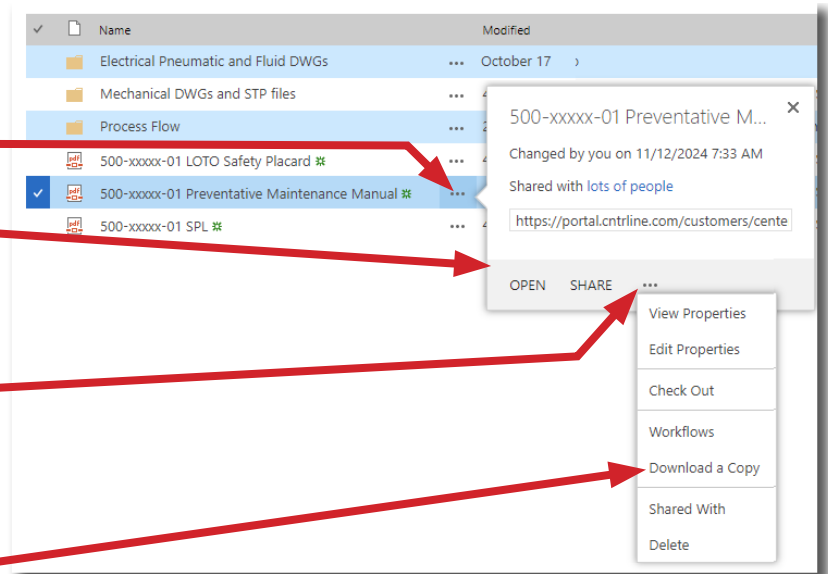 Name Modified
Electrical Pneumatic and Fluid DWGs ... October 17
Mechanical DWGs and STP files ...
Process Flow ...
500-xxxxx-01 LOTO Safety Placard ...
500-xxxxx-01 Preventative Maintenance Manual ...
500-xxxxx-01 SPL ...
500-xxxxx-01 Preventative M...
Changed by you on 11/12/2024 7:33 AM
Shared with lots of people
https://portal.cntrline.com/customers/cente
OPEN SHARE ...
View Properties
Edit Properties
Check Out
Workflows
Download a Copy
Shared With
Delete